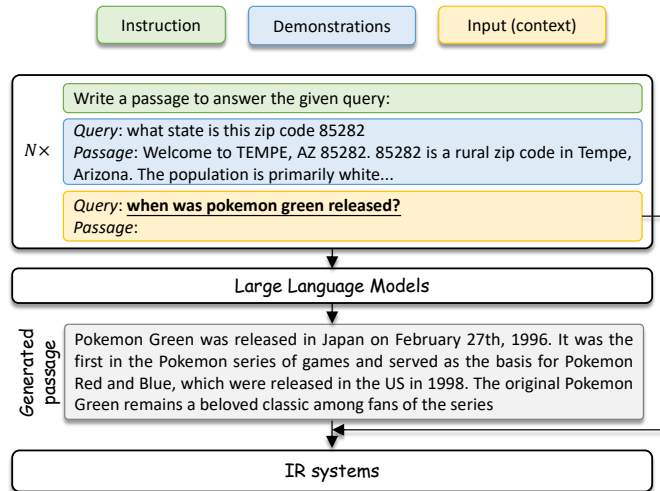 Instruction
Demonstrations
Input (context)
N×
Write a passage to answer the given query:
Query: what state is this zip code 85282
Passage: Welcome to TEMPE, AZ 85282. 85282 is a rural zip code in Tempe,
Arizona. The population is primarily white...
Query: when was pokemon green released?
Passage:
Large Language Models
Generated
passage
Pokemon Green was released in Japan on February 27th, 1996. It was the
first in the Pokemon series of games and served as the basis for Pokemon
Red and Blue, which were released in the US in 1998. The original Pokemon
Green remains a beloved classic among fans of the series
IR systems